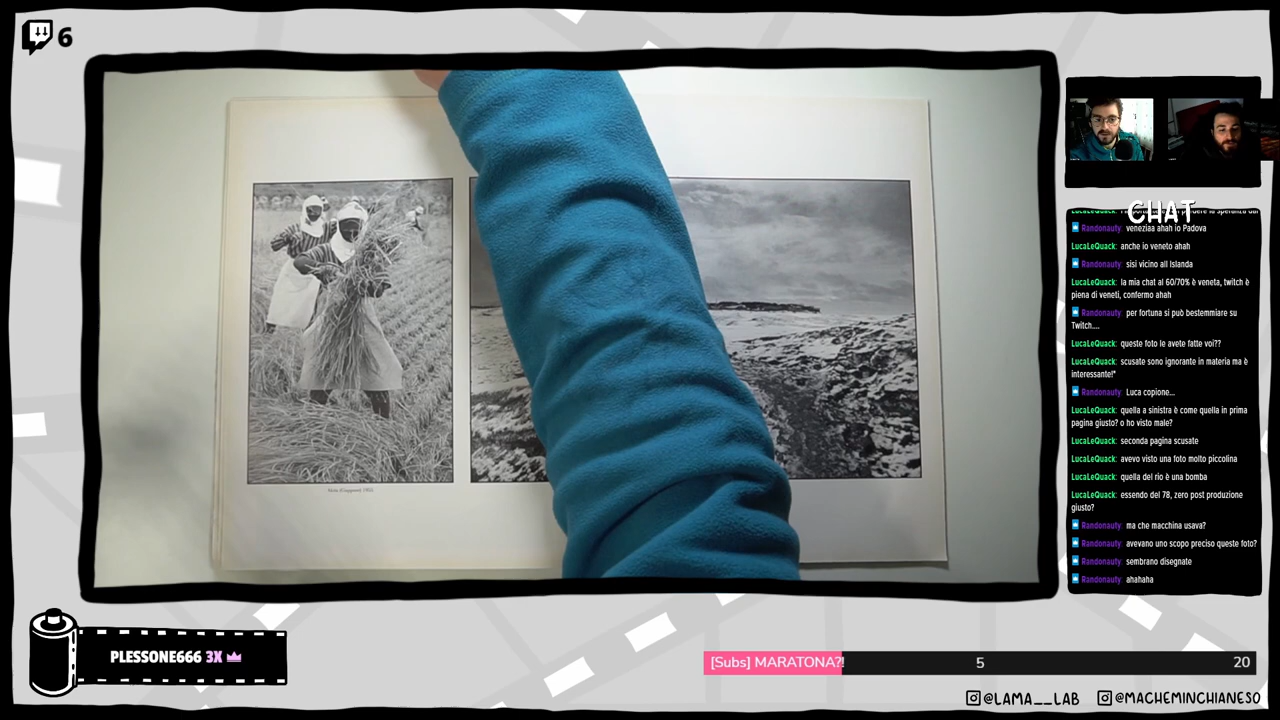 6
CHAT
Randonauty: veneziaa ahah io Padova
LucaLeQuack: anche io veneto ahah
Randonauty: sisi vicino all Islanda
LucaLeQuack: la mia chat al 60/70% è veneta, twitch è
piena di veneti, confermo ahah
Randonauty: per fortuna si può bestemmiare su
Twitch....
LucaLeQuack: queste foto le avete fatte voi??
LucaLeQuack: scusate sono ignorante in materia ma è
interessante!*
Randonauty: Luca copione...
LucaLeQuack: quella a sinistra è come quella in prima
pagina giusto? o ho visto male?
LucaLeQuack: seconda pagina scusate
LucaLeQuack: avevo visto una foto molto piccolina
LucaLeQuack: quella del rio è una bomba
LucaLeQuack: essendo del 78, zero post produzione
giusto?
Randonauty: ma che macchina usava?
Randonauty: avevano uno scopo preciso queste foto?
Randonauty: sembrano disegnate
Randonauty: ahahaha
PLESSONE666 3X
[Subs] MARATONA?! 5 20
@LAMA__LAB @MACHEMINCHIANESO